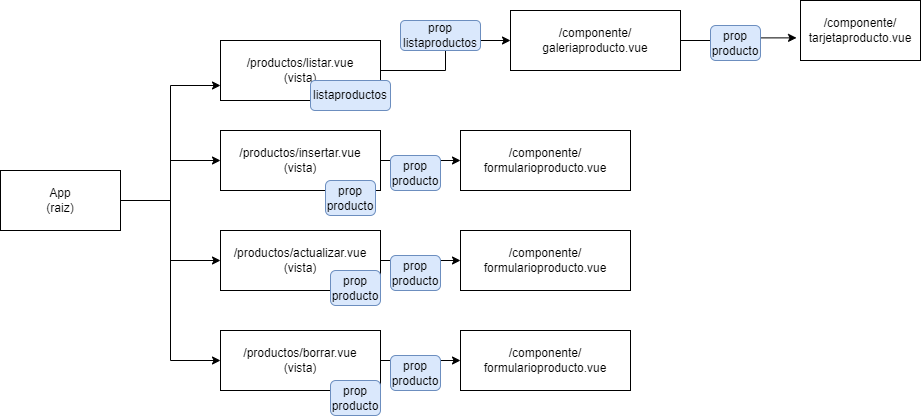 /componente/
tarjetaproducto.vue
prop
producto
/componente/
galeriaproducto.vue
prop
listaproductos
/productos/listar.vue
(vista)
listaproductos
/productos/insertar.vue
(vista)
prop
producto
prop
producto
/componente/
formularioproducto.vue
App
(raiz)
/productos/actualizar.vue
(vista)
prop
producto
prop
producto
/componente/
formularioproducto.vue
/productos/borrar.vue
(vista)
prop
producto
prop
producto
/componente/
formularioproducto.vue